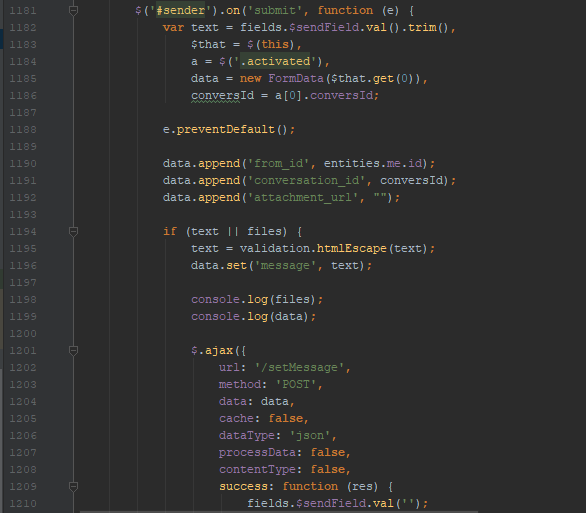 1181 $('#sender').on('submit', function (e) {
1182 var text = fields.$sendField.val().trim(),
1183 $that = $(this),
1184 a = $('.activated'),
1185 data = new FormData($that.get(0)),
1186 conversId = a[0].conversId;
1187
1188 e.preventDefault();
1189
1190 data.append('from_id', entities.me.id);
1191 data.append('conversation_id', conversId);
1192 data.append('attachment_url', "");
1193
1194 if (text || files) {
1195 text = validation.htmlEscape(text);
1196 data.set('message', text);
1197
1198 console.log(files);
1199 console.log(data);
1200
1201 $.ajax({
1202 url: '/setMessage',
1203 method: 'POST',
1204 data: data,
1205 cache: false,
1206 dataType: 'json',
1207 processData: false,
1208 contentType: false,
1209 success: function (res) {
1210 fields.$sendField.val('');